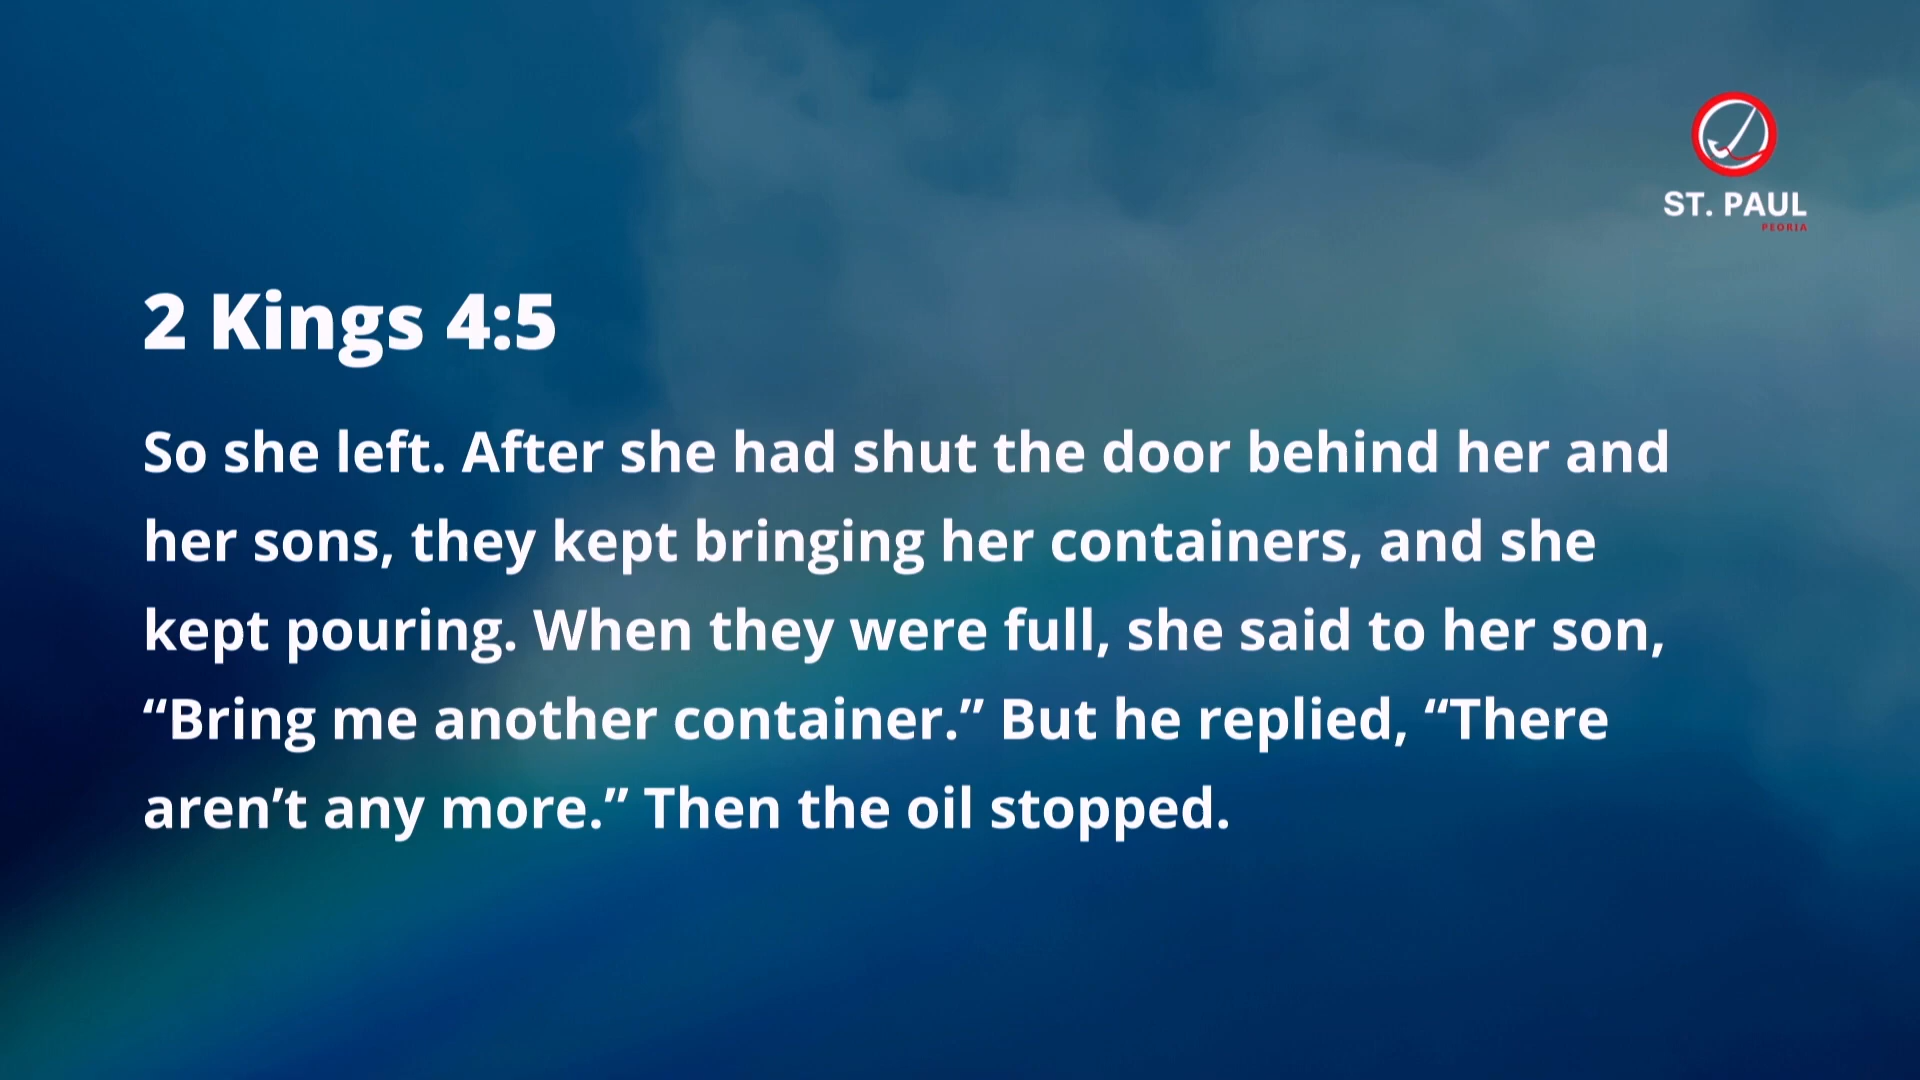 ST. PAUL
PEORIA
2 Kings 4:5
So she left. After she had shut the door behind her and
her sons, they kept bringing her containers, and she
kept pouring. When they were full, she said to her son,
“Bring me another container.” But he replied, “There
aren’t any more.” Then the oil stopped.